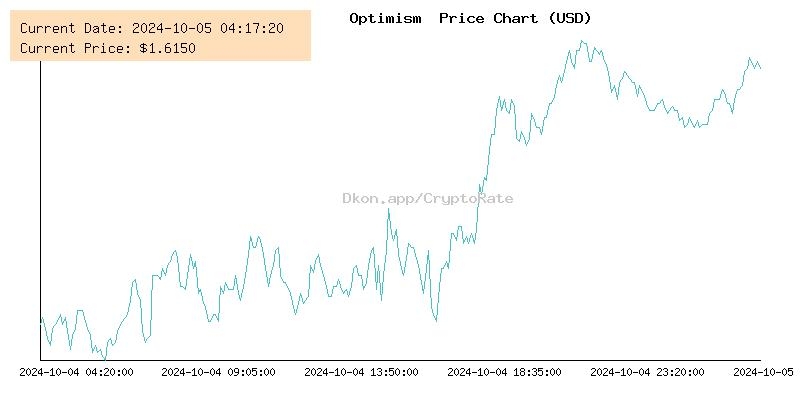 Optimism  Price Chart (USD)
Current Date: 2024-10-05 04:17:20
Current Price: $1.6150
Dkon.app/CryptoRate
2024-10-04 04:20:00
2024-10-04 09:05:00
2024-10-04 13:50:00
2024-10-04 18:35:00
2024-10-04 23:20:00
2024-10-05